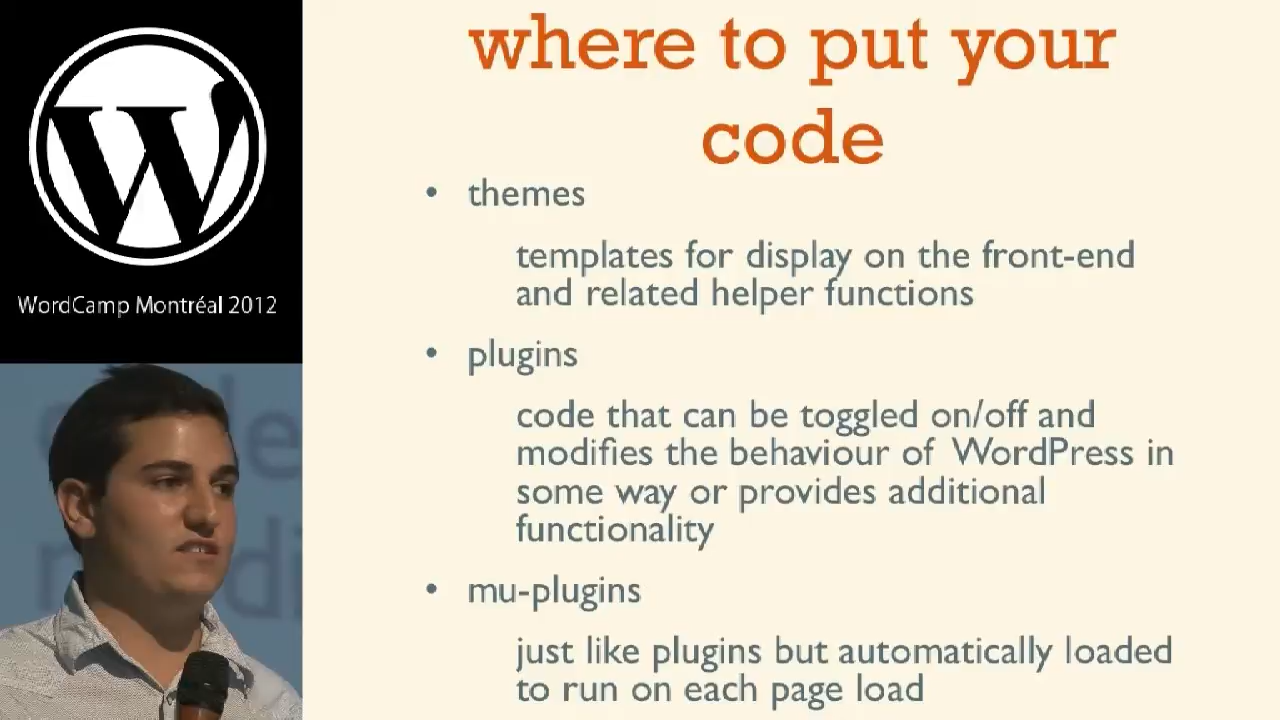 WordCamp Montréal 2012
where to put your
code
• themes
templates for display on the front-end
and related helper functions
• plugins
code that can be toggled on/off and
modifies the behaviour of WordPress in
some way or provides additional
functionality
• mu-plugins
just like plugins but automatically loaded
to run on each page load